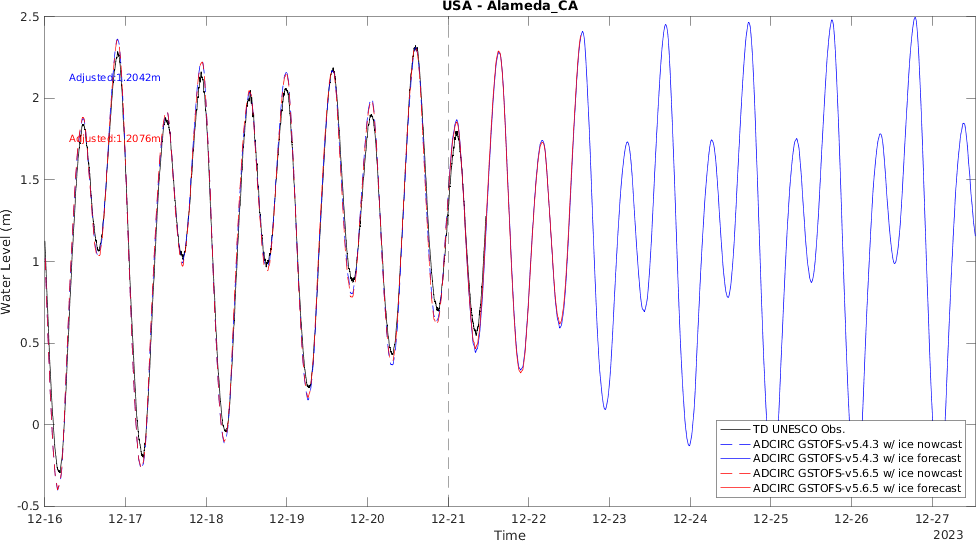 USA - Alameda_CA
2.5
2
1.5
1
0.5
0
-0.5
Water Level (m)
Adjusted:1.2042m
Adjusted:1.2076m
TD UNESCO Obs.
ADCIRC GSTOFS-v5.4.3 w/ ice nowcast
ADCIRC GSTOFS-v5.4.3 w/ ice forecast
ADCIRC GSTOFS-v5.6.5 w/ ice nowcast
ADCIRC GSTOFS-v5.6.5 w/ ice forecast
12-16 12-17 12-18 12-19 12-20 12-21 12-22 12-23 12-24 12-25 12-26 12-27
Time
2023